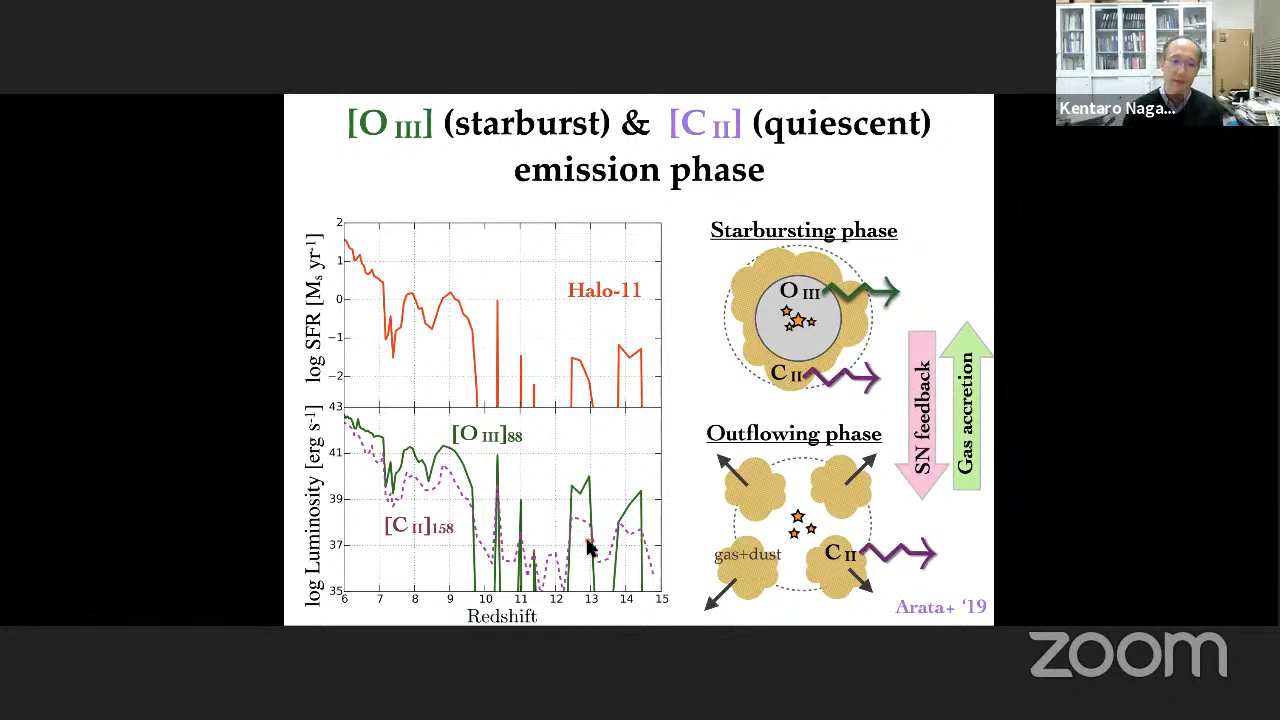 Kentaro Naga...
[O III] (starburst) & [C II] (quiescent)
emission phase
log SFR [Ms yr-1]
2
1
0
−1
−2
Halo-11
log Luminosity [erg s-1]
43
41
39
37
35
[O III]88
[C II]158
6 7 8 9 10 11 12 13 14 15
Redshift
Starbursting phase
O III
C II
Outflowing phase
gas+dust
C II
SN feedback
Gas accretion
Arata+ ‘19
zoom